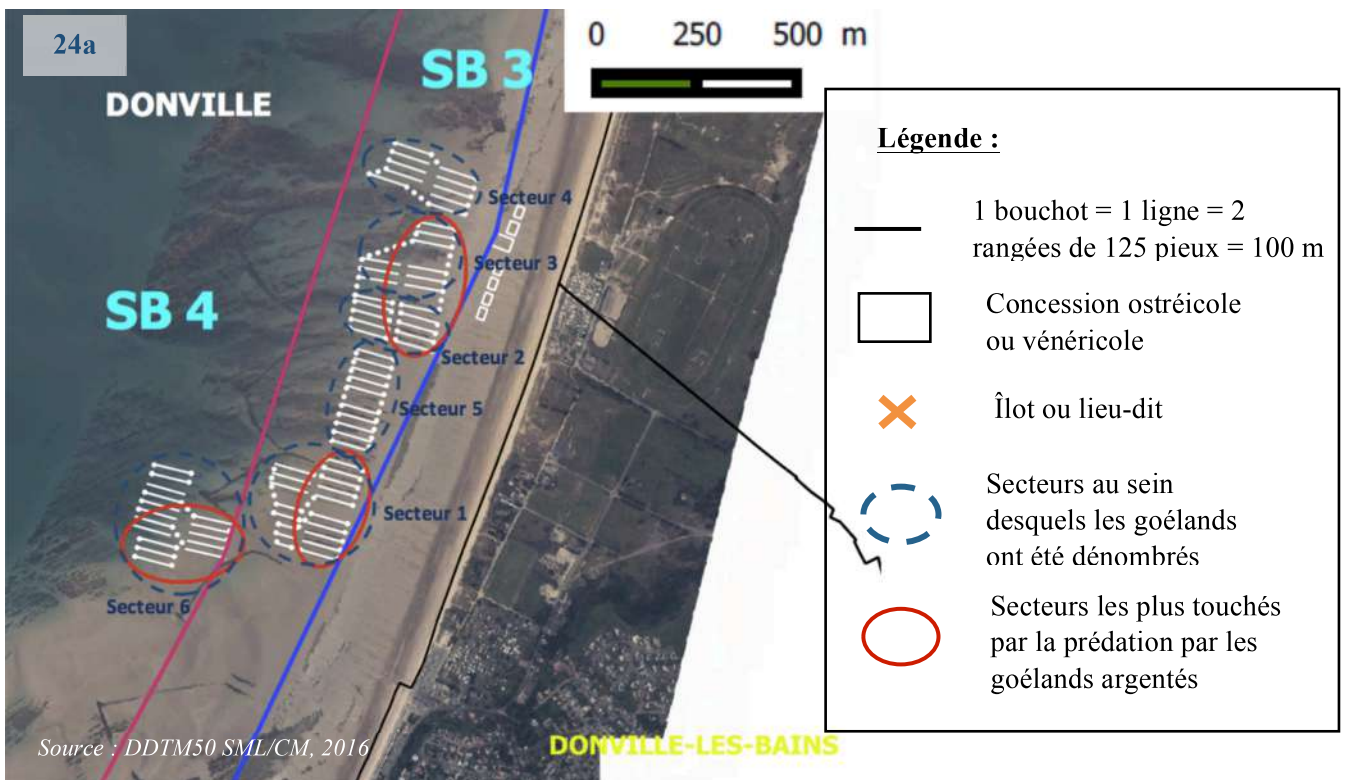 24a
DONVILLE
SB 3
0 250 500 m
Légende :
1 bouchot = 1 ligne = 2
rangées de 125 pieux = 100 m
Concession ostréicole
ou vénéricole
Îlot ou lieu-dit
Secteurs au sein
desquels les goélands
ont été dénombrés
Secteurs les plus touchés
par la prédation par les
goélands argentés
Secteur 4
Secteur 3
SB 4
Secteur 2
Secteur 5
Secteur 1
Secteur 6
Source : DDTM50 SML/CM, 2016
DONVILLE-LES-BAINS